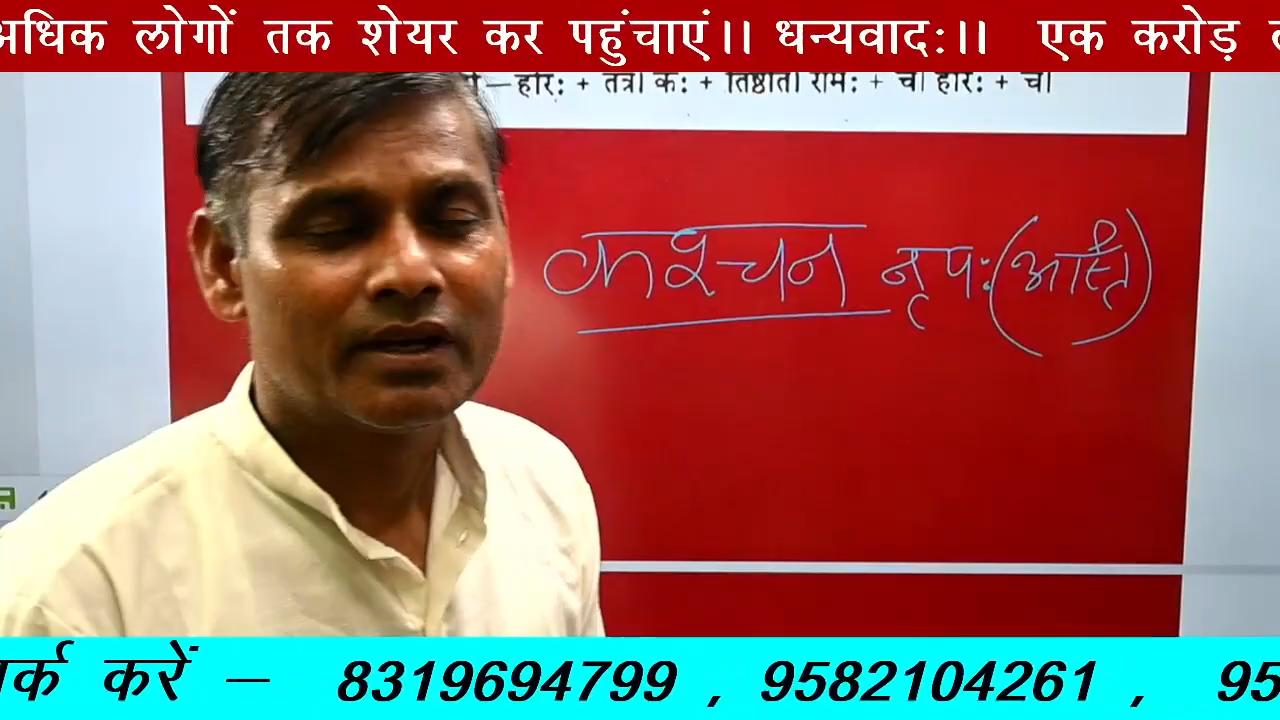 अधिक लोगों तक शेयर कर पहुंचाएं।। धन्यवादः।। एक करोड़
—हरिः + तत्र। कः + तिष्ठति। रामः + च। हरिः + च।
कश्चन नृपः (अस्ति)
र्क करें – 8319694799 , 9582104261 , 95